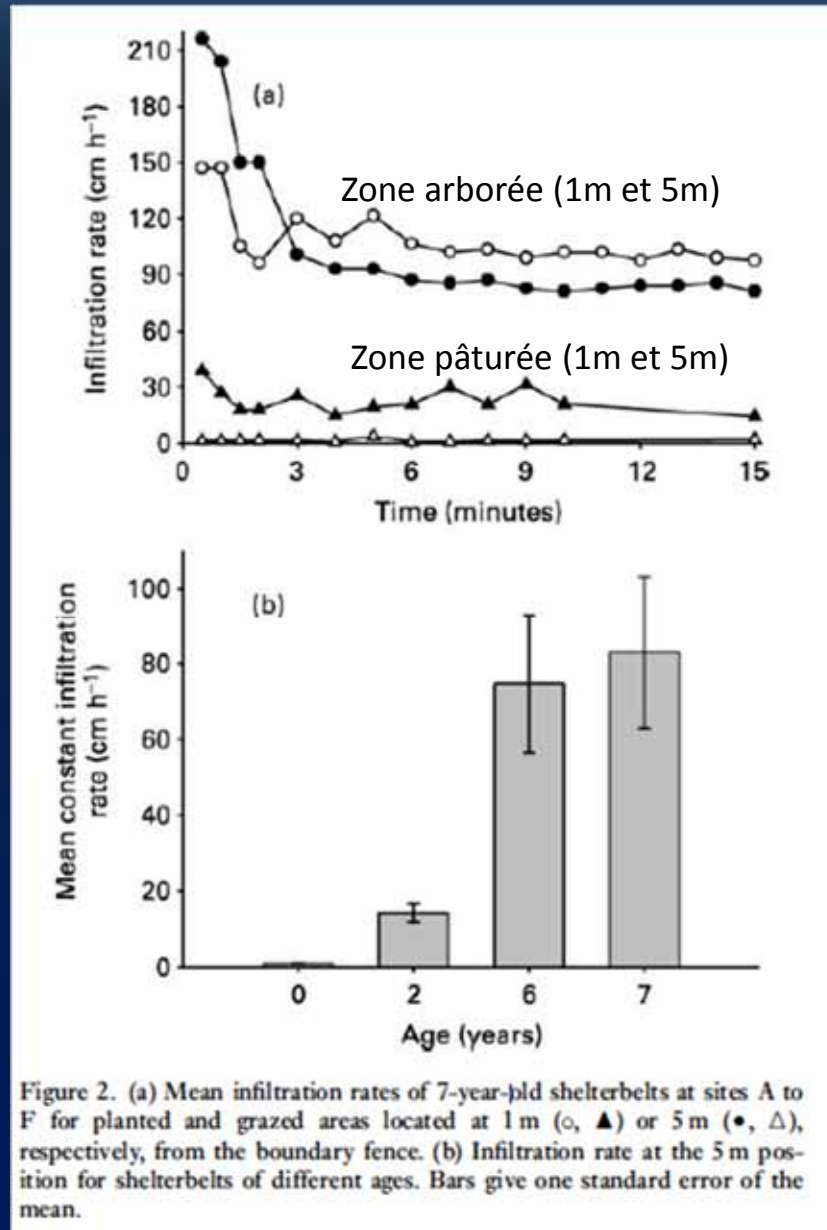 210
180
150
120
90
60
30
0
Infiltration rate (cm h⁻¹)
(a)
Zone arborée (1m et 5m)
Zone pâturée (1m et 5m)
0 3 6 9 12 15
Time (minutes)
100
80
60
40
20
0
Mean constant infiltration
rate (cm h⁻¹)
(b)
0 2 6 7
Age (years)
Figure 2. (a) Mean infiltration rates of 7-year-old shelterbelts at sites A to
F for planted and grazed areas located at 1 m (○, ▲) or 5 m (●, △),
respectively, from the boundary fence. (b) Infiltration rate at the 5 m pos-
ition for shelterbelts of different ages. Bars give one standard error of the
mean.